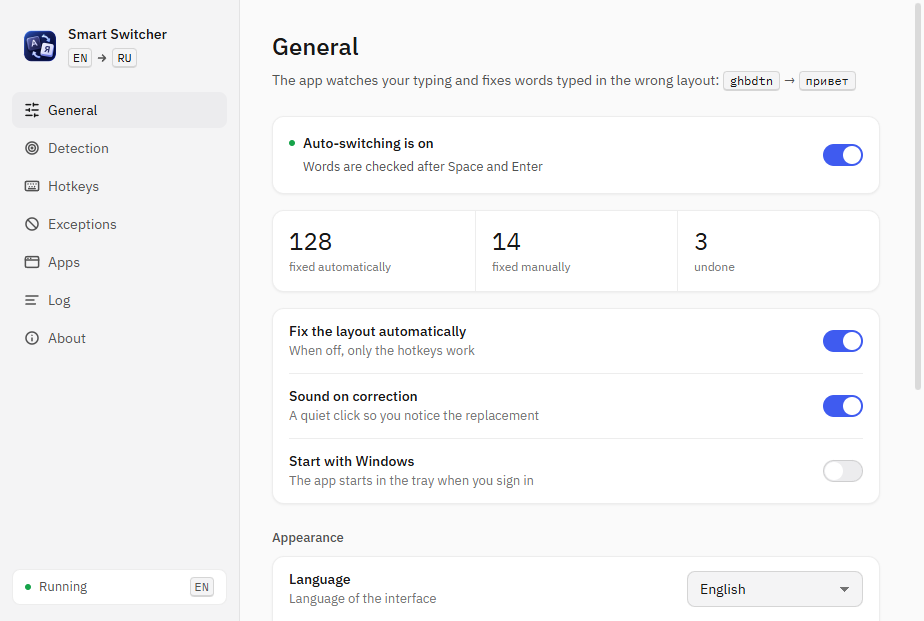 Smart Switcher
EN → RU
General
Detection
Hotkeys
Exceptions
Apps
Log
About
Running EN
General
The app watches your typing and fixes words typed in the wrong layout: ghbdtn → привет
Auto-switching is on
Words are checked after Space and Enter
128
fixed automatically
14
fixed manually
3
undone
Fix the layout automatically
When off, only the hotkeys work
Sound on correction
A quiet click so you notice the replacement
Start with Windows
The app starts in the tray when you sign in
Appearance
Language
Language of the interface
English